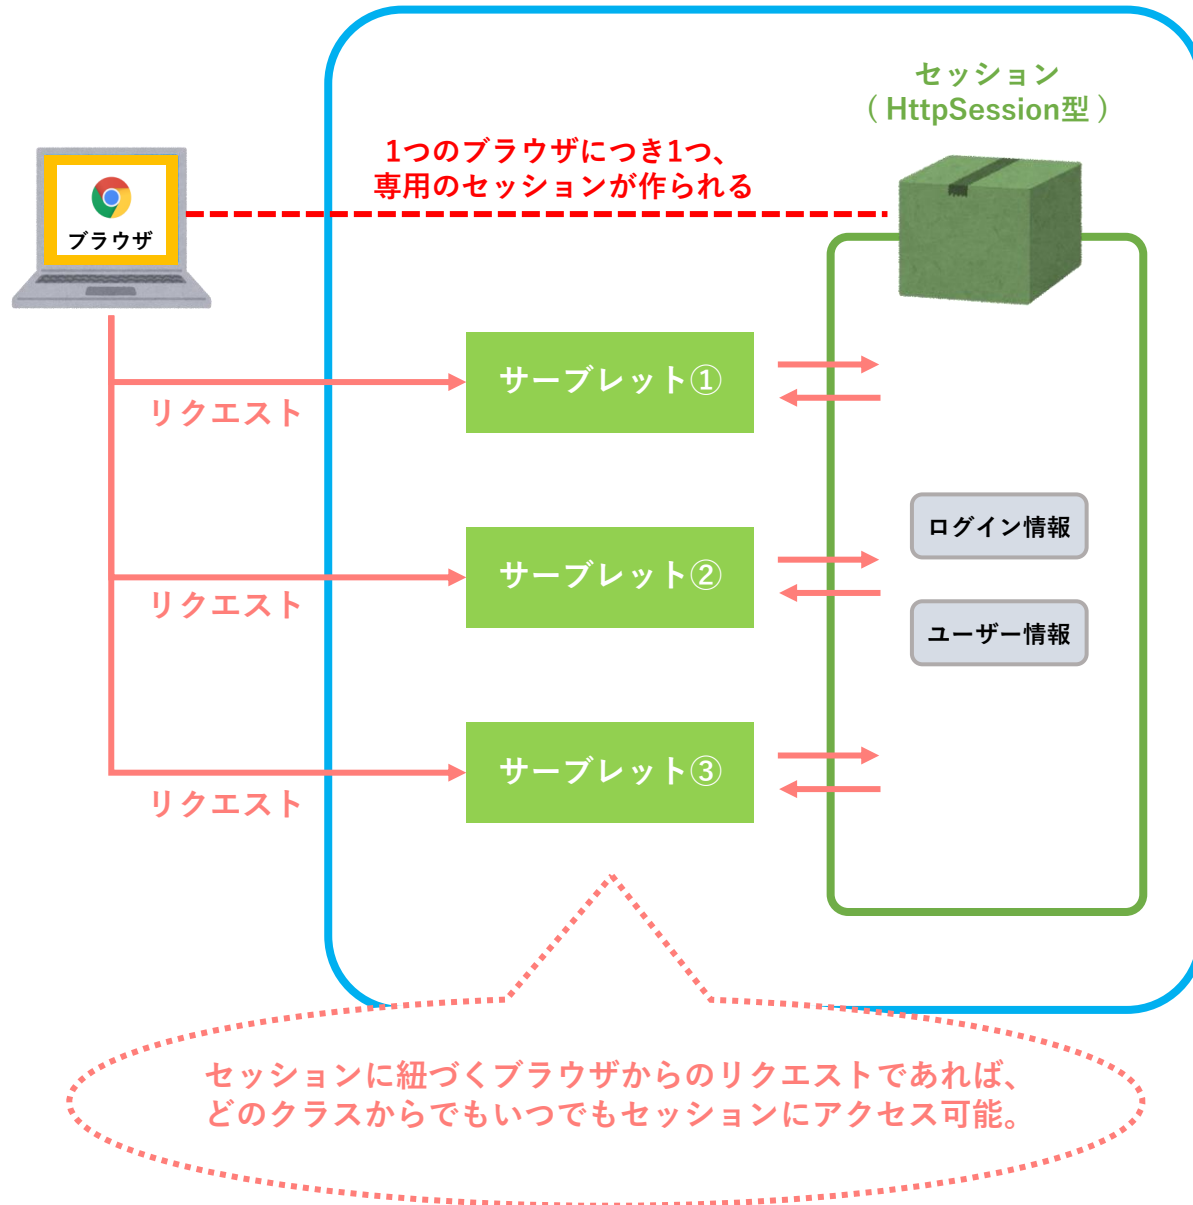 セッション
( HttpSession型 )
1つのブラウザにつき1つ、
専用のセッションが作られる
ブラウザ
サーブレット①
リクエスト
ログイン情報
サーブレット②
リクエスト
ユーザー情報
サーブレット③
リクエスト
セッションに紐づくブラウザからのリクエストであれば、
どのクラスからでもいつでもセッションにアクセス可能。